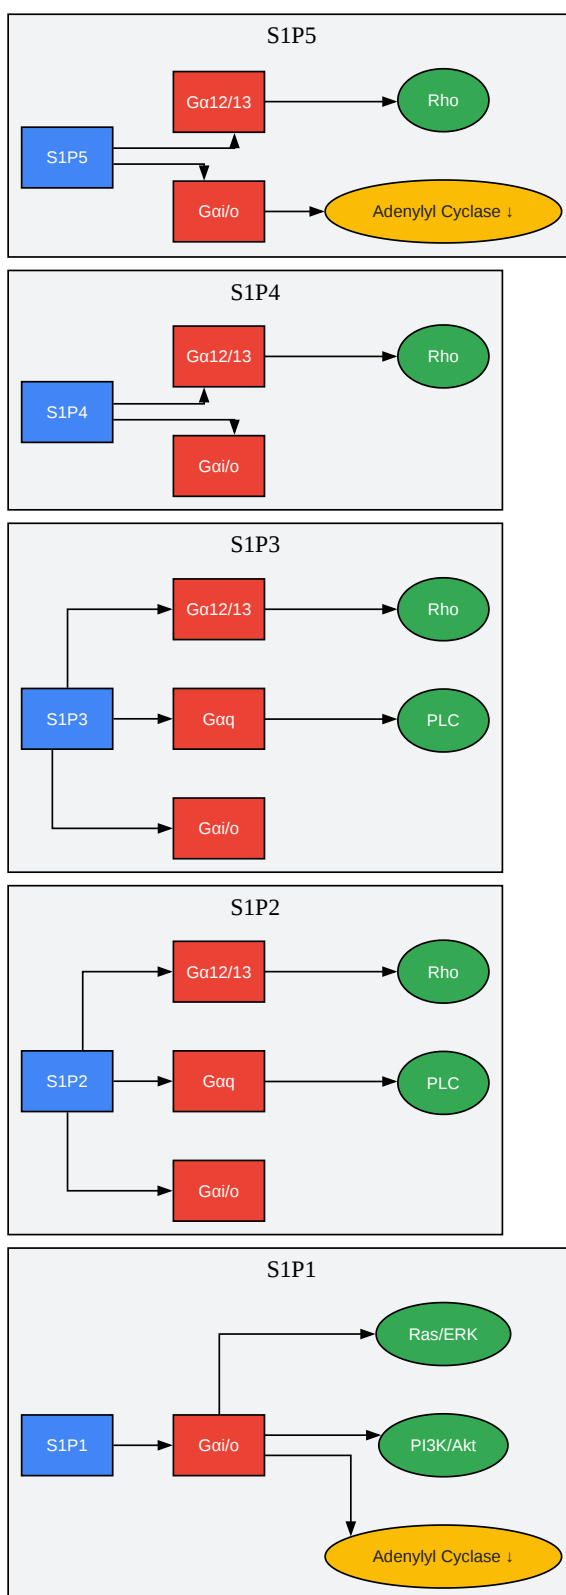 S1P5
Gα12/13
Rho
S1P5
Gαi/o
Adenylyl Cyclase ↓
S1P4
Gα12/13
Rho
S1P4
Gαi/o
S1P3
Gα12/13
Rho
S1P3
Gαq
PLC
Gαi/o
S1P2
Gα12/13
Rho
S1P2
Gαq
PLC
Gαi/o
S1P1
Ras/ERK
S1P1
Gαi/o
PI3K/Akt
Adenylyl Cyclase ↓